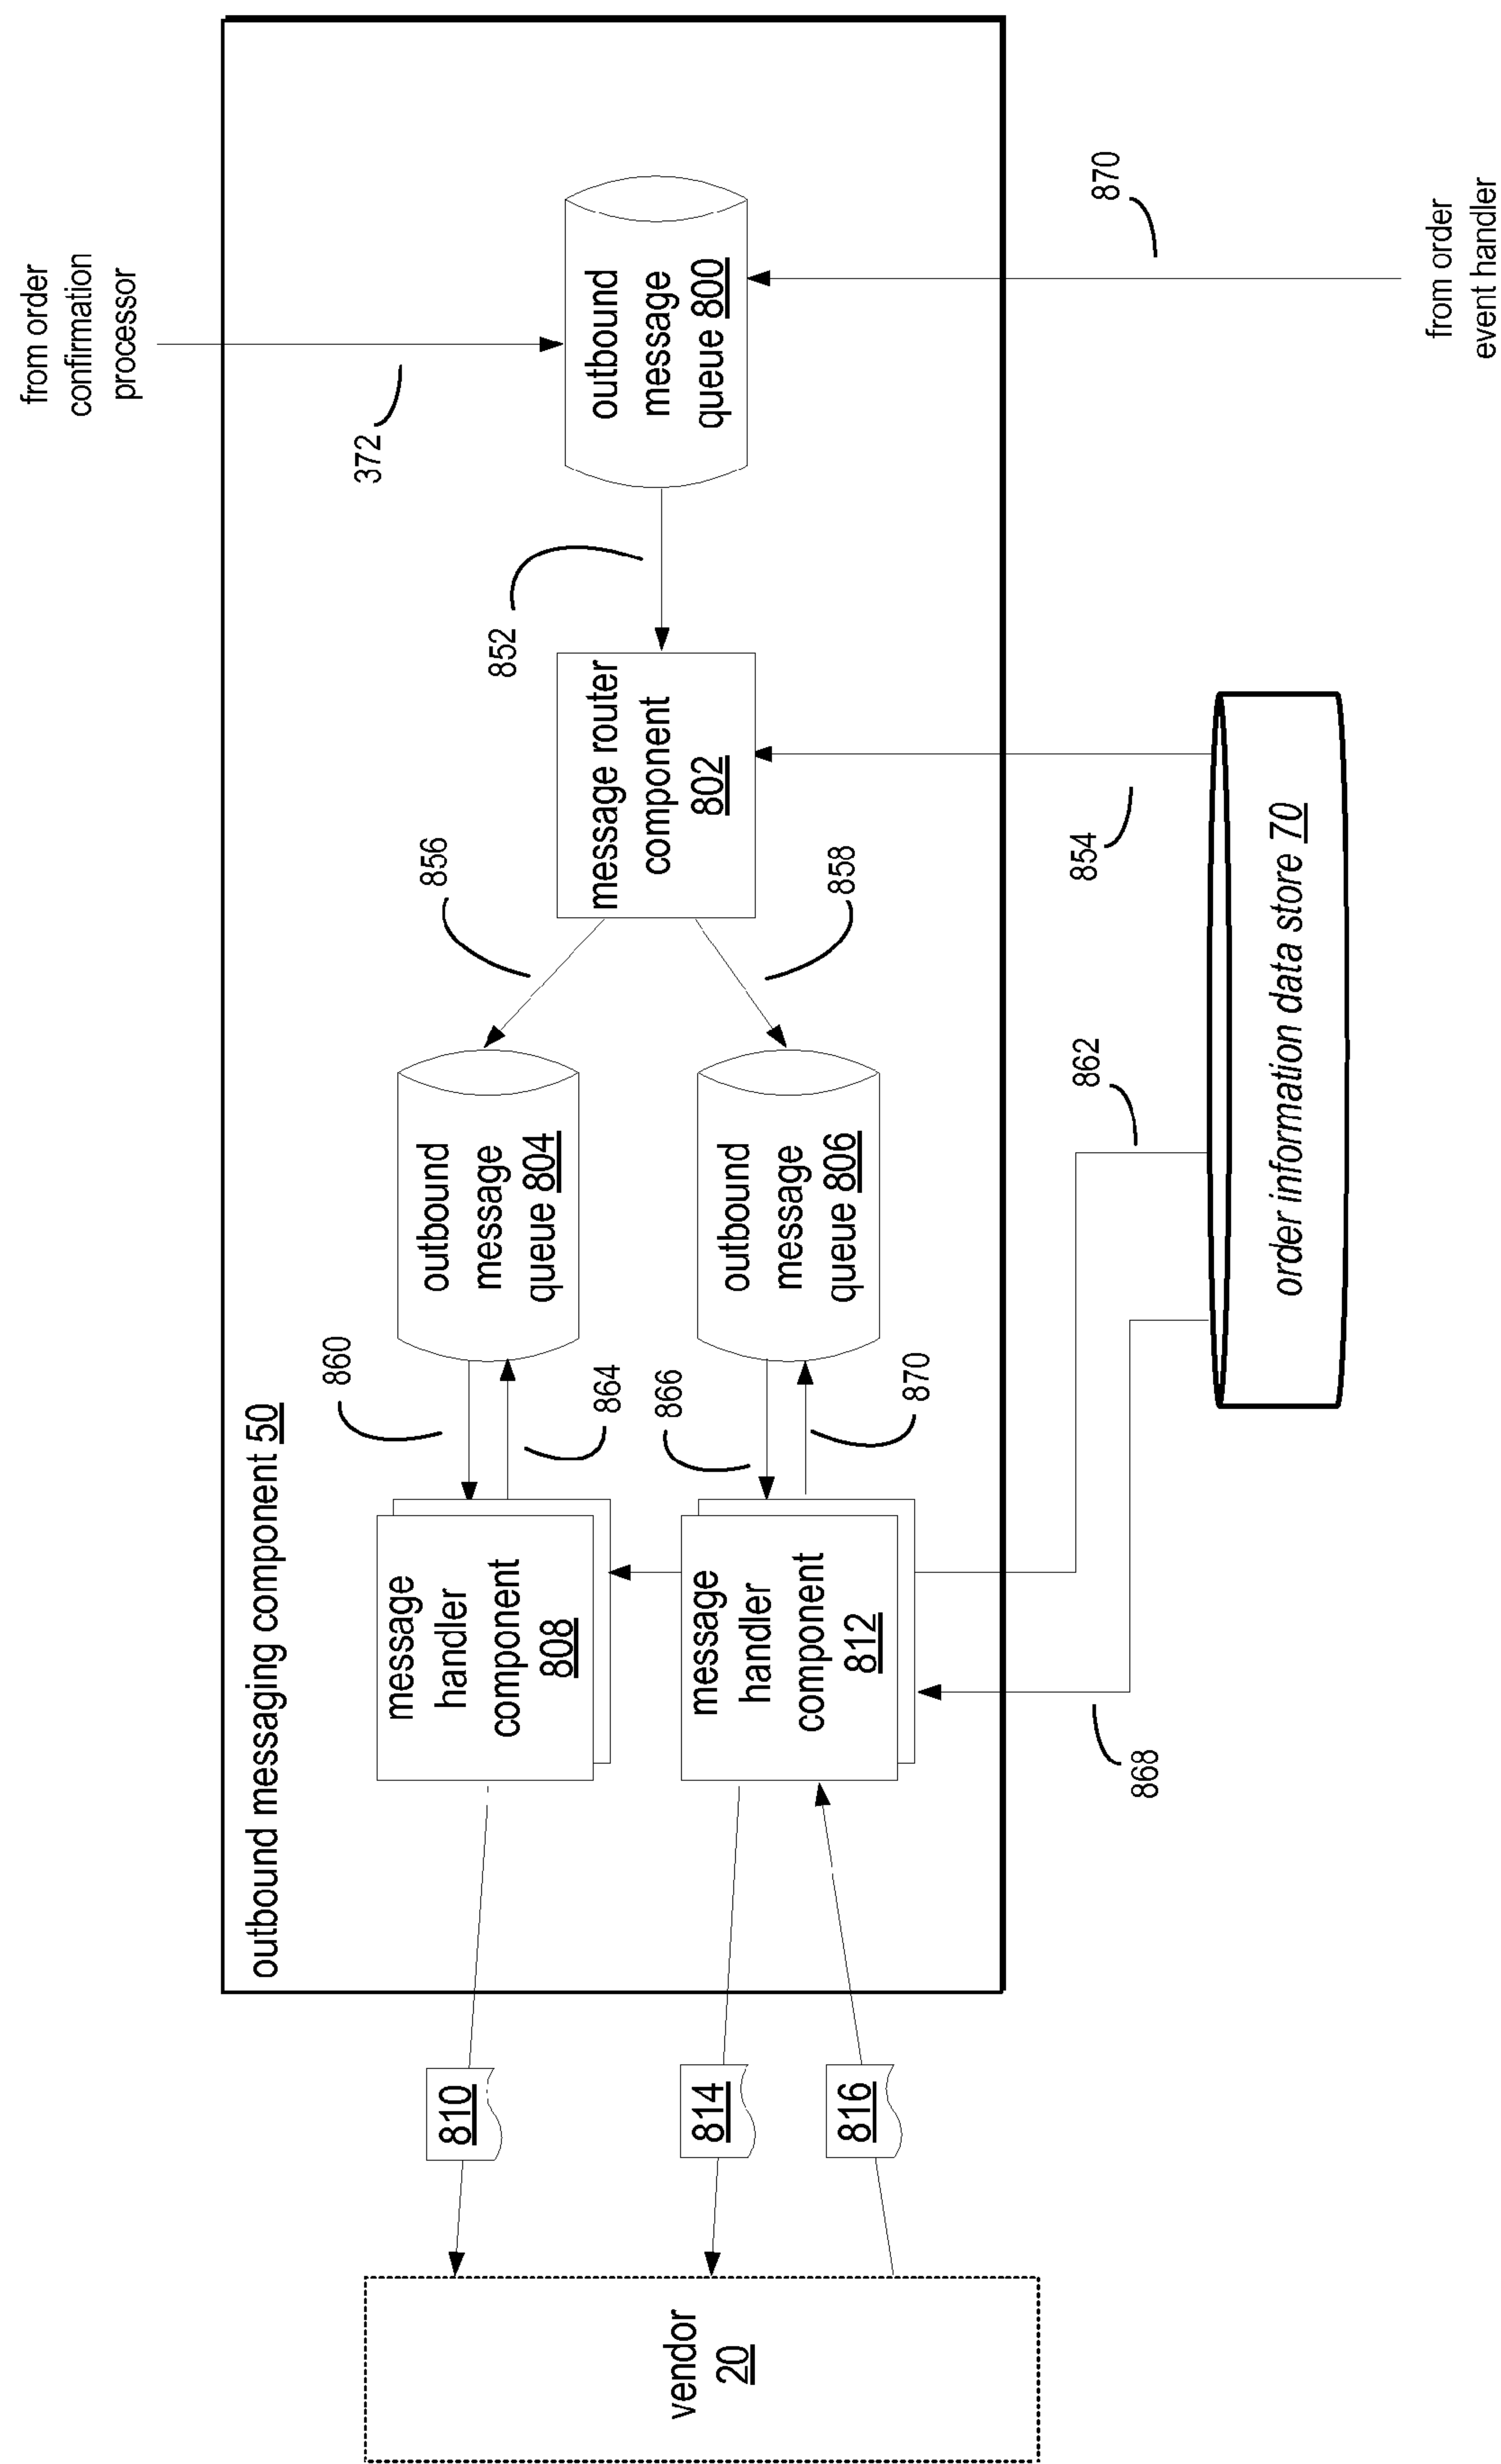 outbound messaging component 50
from order
confirmation
processor
372
outbound
message
queue 800
870
from order
event handler
852
message router
component
802
854
856
858
outbound
message
queue 804
outbound
message
queue 806
860
864
866
870
message
handler
component
808
message
handler
component
812
862
868
order information data store 70
810
814
816
vendor
20